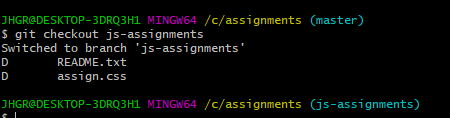 JHGR@DESKTOP-3DRQ3H1 MINGW64 /c/assignments (master)
$ git checkout js-assignments
Switched to branch 'js-assignments'
D       README.txt
D       assign.css
JHGR@DESKTOP-3DRQ3H1 MINGW64 /c/assignments (js-assignments)
$